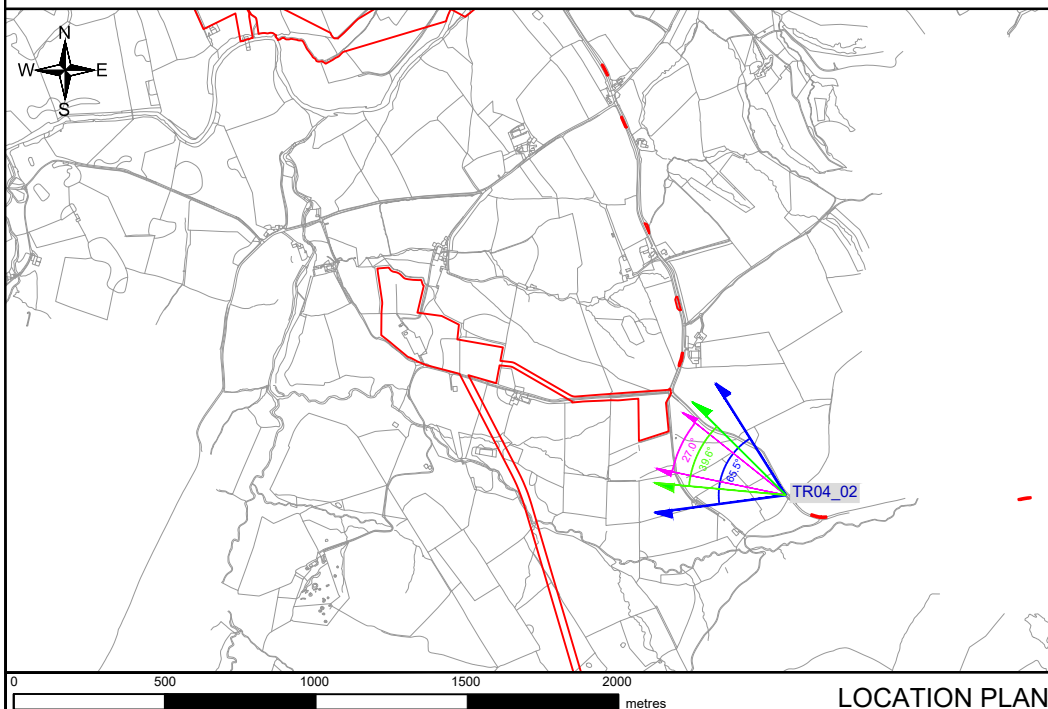 N
W E
S
27.0°
39.6°
65.5°
TR04_02
0 500 1000 1500 2000
metres
LOCATION PLAN